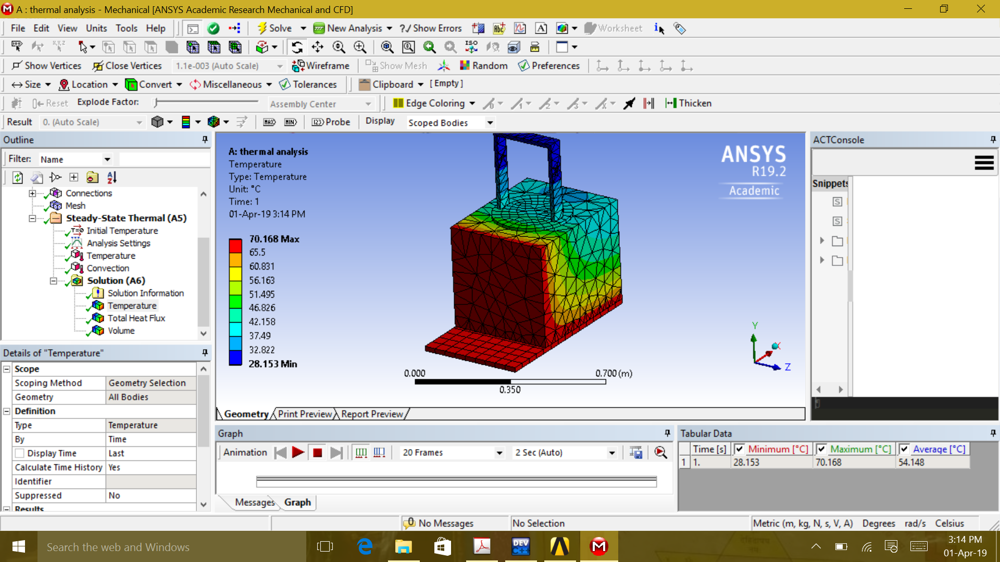 A : thermal analysis - Mechanical [ANSYS Academic Research Mechanical and CFD]
File Edit View Units Tools Help Solve New Analysis ?/ Show Errors Worksheet
Show Vertices Close Vertices 1.1e-003 (Auto Scale) Wireframe Show Mesh Random Preferences
Size Location Convert Miscellaneous Tolerances Clipboard [ Empty ]
Reset Explode Factor: Assembly Center Edge Coloring Thicken
Result 0. (Auto Scale) MAX MIN Probe Display Scoped Bodies
Outline
Filter: Name
Connections
Mesh
Steady-State Thermal (A5)
Initial Temperature
Analysis Settings
Temperature
Convection
Solution (A6)
Solution Information
Temperature
Total Heat Flux
Volume
Details of "Temperature"
Scope
Scoping Method Geometry Selection
Geometry All Bodies
Definition
Type Temperature
By Time
Display Time Last
Calculate Time History Yes
Identifier
Suppressed No
Results
A: thermal analysis
Temperature
Type: Temperature
Unit: °C
Time: 1
01-Apr-19 3:14 PM
70.168 Max
65.5
60.831
56.163
51.495
46.826
42.158
37.49
32.822
28.153 Min
ANSYS
R19.2
Academic
0.000 0.700 (m)
0.350
Y
X
Z
Geometry Print Preview Report Preview
ACTConsole
Snippets
Graph
Animation 20 Frames 2 Sec (Auto)
Messages Graph
Tabular Data
Time [s] Minimum [°C] Maximum [°C] Average [°C]
1 1. 28.153 70.168 54.148
0 No Messages No Selection Metric (m, kg, N, s, V, A) Degrees rad/s Celsius
Search the web and Windows
DEV
C++
3:14 PM
01-Apr-19